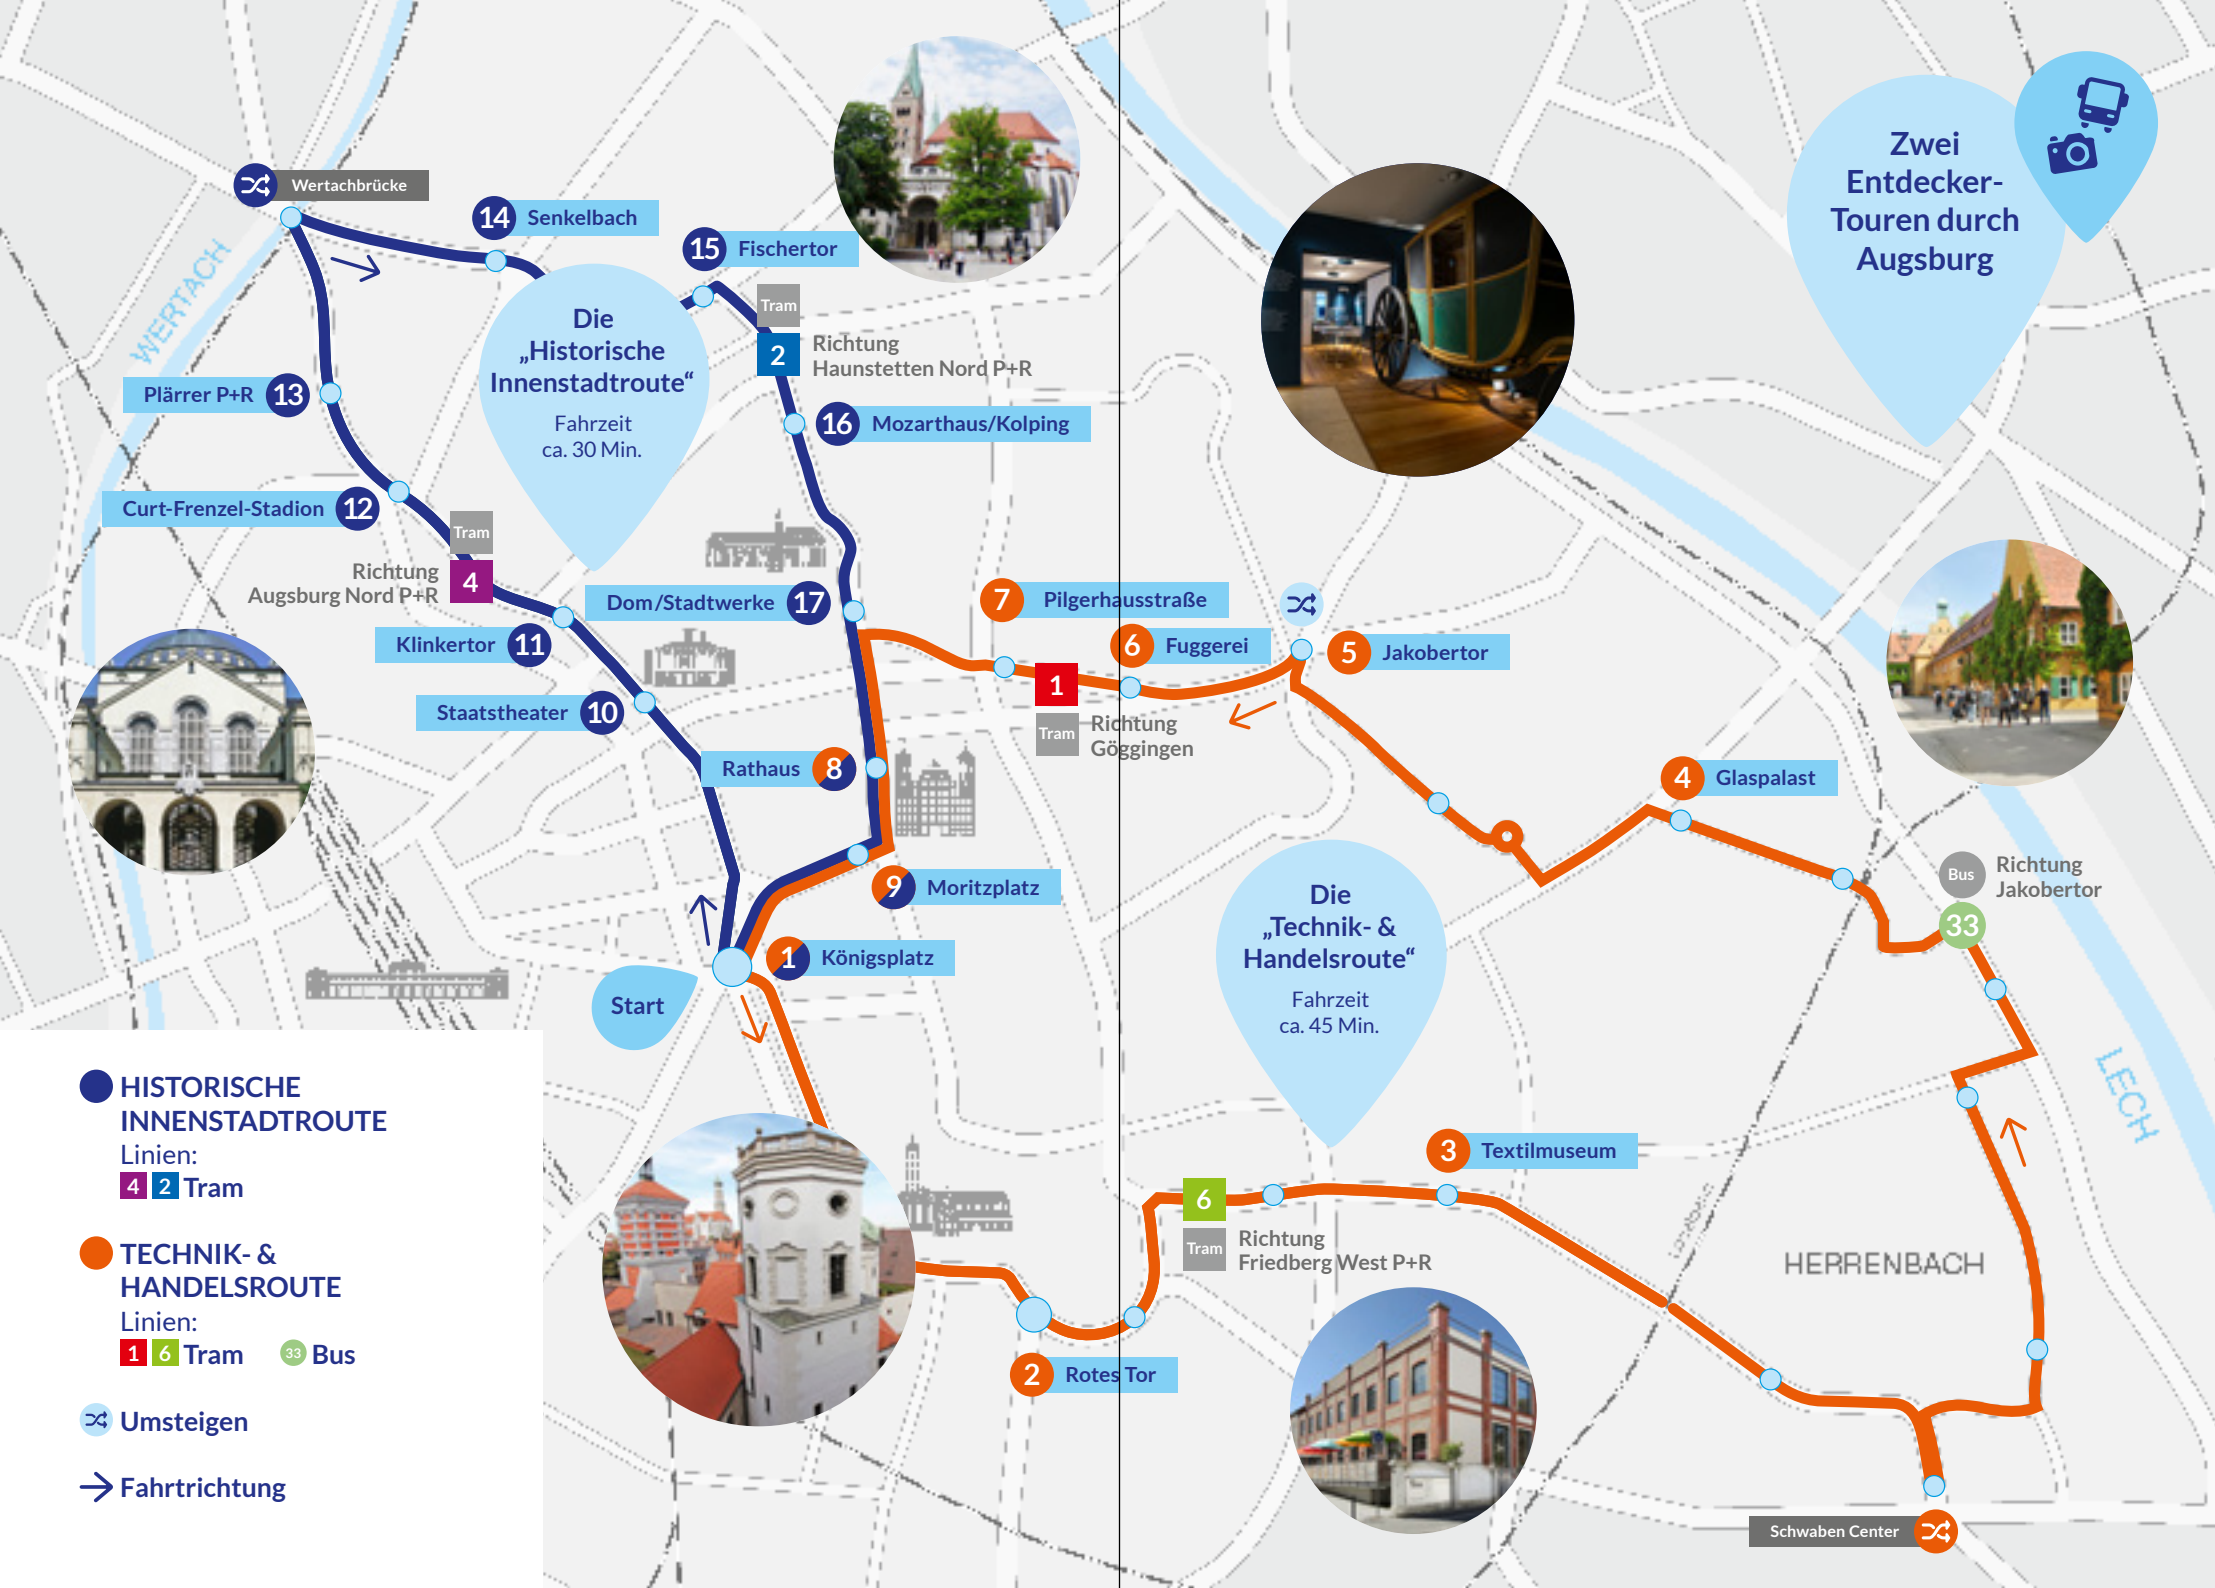 Zwei
Entdecker-
Touren durch
Augsburg
Wertachbrücke
14 Senkelbach
15 Fischertor
Tram
2
Richtung
Haunstetten Nord P+R
WERTACH
Die
„Historische
Innenstadtroute“
Fahrzeit
ca. 30 Min.
Plärrer P+R 13
16 Mozarthaus/Kolping
Curt-Frenzel-Stadion 12
Tram
4
Richtung
Augsburg Nord P+R
Dom/Stadtwerke 17
Klinkertor 11
Staatstheater 10
7 Pilgerhausstraße
6 Fuggerei
5 Jakobertor
1
Tram
Richtung
Göggingen
Rathaus 8
4 Glaspalast
9 Moritzplatz
Bus
33
Richtung
Jakobertor
Die
„Technik- &
Handelsroute“
Fahrzeit
ca. 45 Min.
1 Königsplatz
Start
LECH
3 Textilmuseum
6
Tram
Richtung
Friedberg West P+R
HERRENBACH
2 Rotes Tor
Schwaben Center
HISTORISCHE
INNENSTADTROUTE
Linien:
4 2 Tram
TECHNIK- &
HANDELSROUTE
Linien:
1 6 Tram 33 Bus
Umsteigen
Fahrtrichtung